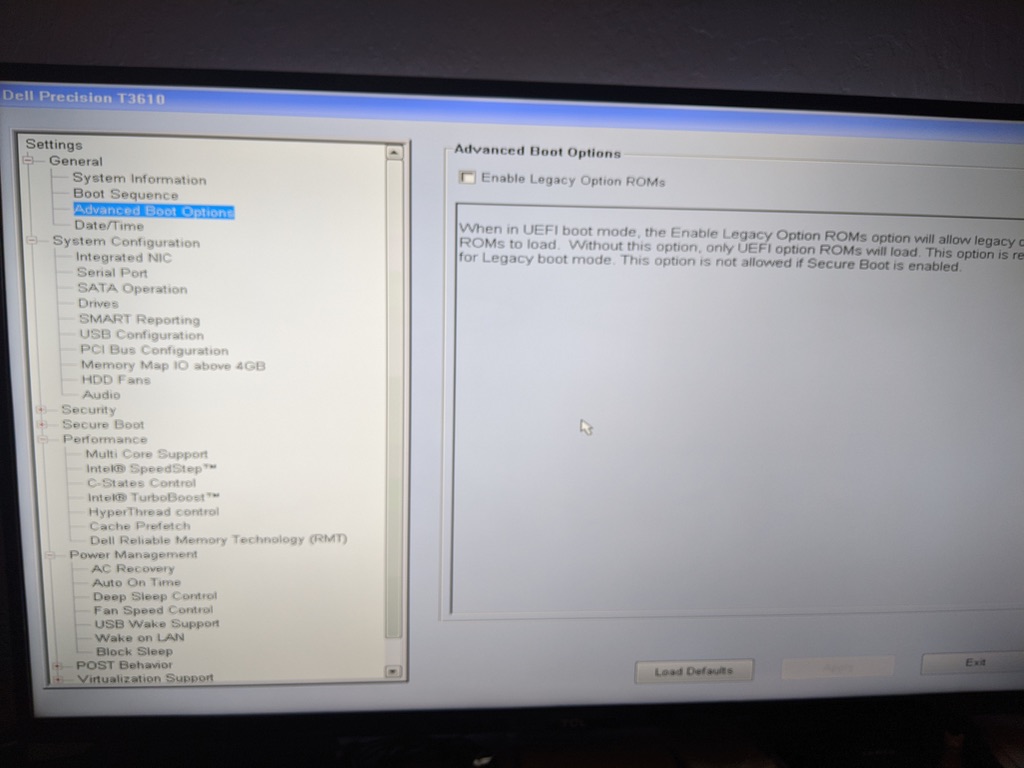 Dell Precision T3610
Settings
General
System Information
Boot Sequence
Advanced Boot Options
Date/Time
System Configuration
Integrated NIC
Serial Port
SATA Operation
Drives
SMART Reporting
USB Configuration
PCI Bus Configuration
Memory Map IO above 4GB
HDD Fans
Audio
Security
Secure Boot
Performance
Multi Core Support
Intel® SpeedStep™
C-States Control
Intel® TurboBoost™
HyperThread control
Cache Prefetch
Dell Reliable Memory Technology (RMT)
Power Management
AC Recovery
Auto On Time
Deep Sleep Control
Fan Speed Control
USB Wake Support
Wake on LAN
Block Sleep
POST Behavior
Virtualization Support
Advanced Boot Options
Enable Legacy Option ROMs
When in UEFI boot mode, the Enable Legacy Option ROMs option will allow legacy
ROMs to load. Without this option, only UEFI option ROMs will load. This option is
for Legacy boot mode. This option is not allowed if Secure Boot is enabled.
Load Defaults
Exit
TCL